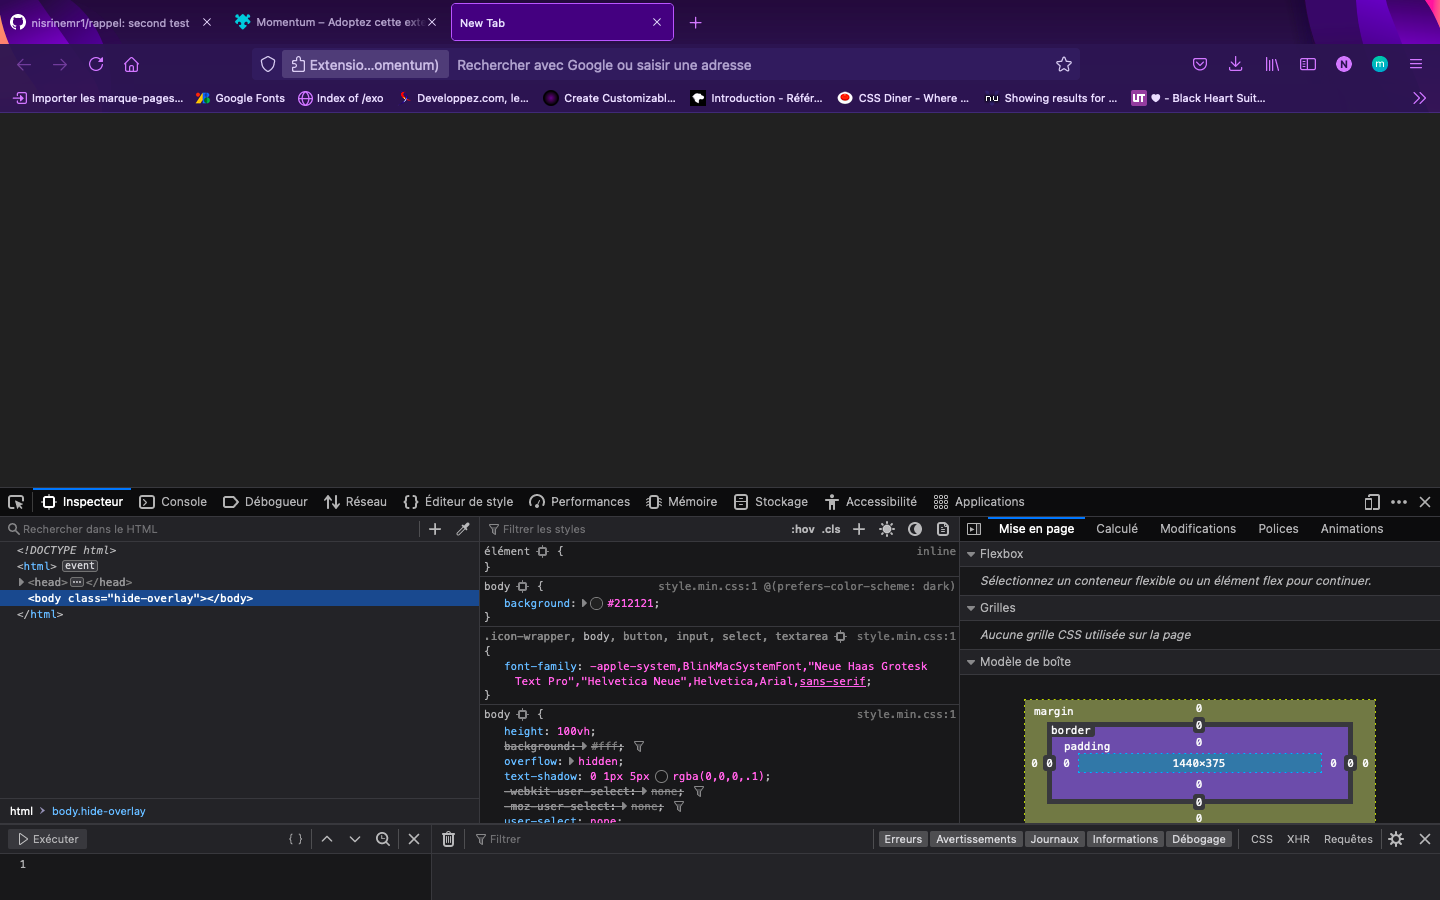 nisrinemr1/rappel: second test
Momentum – Adoptez cette exte
New Tab
Extensio...omentum)
Rechercher avec Google ou saisir une adresse
N
m
Importer les marque-pages...
Google Fonts
Index of /exo
Developpez.com, le...
Create Customizabl...
Introduction - Référ...
CSS Diner - Where ...
nu
Showing results for ...
UT
♥ - Black Heart Suit...
Inspecteur
Console
Débogueur
Réseau
Éditeur de style
Performances
Mémoire
Stockage
Accessibilité
Applications
Rechercher dans le HTML
Filtrer les styles
:hov .cls
Mise en page
Calculé
Modifications
Polices
Animations
<!DOCTYPE html>
<html> event
<head> ••• </head>
<body class="hide-overlay"></body>
</html>
html > body.hide-overlay
élément { inline
}
body { style.min.css:1 @(prefers-color-scheme: dark)
background: #212121;
}
.icon-wrapper, body, button, input, select, textarea style.min.css:1
{
font-family: -apple-system,BlinkMacSystemFont,"Neue Haas Grotesk
Text Pro","Helvetica Neue",Helvetica,Arial,sans-serif;
}
body { style.min.css:1
height: 100vh;
background: #fff;
overflow: hidden;
text-shadow: 0 1px 5px rgba(0,0,0,.1);
-webkit-user-select: none;
-moz-user-select: none;
user-select: none;
Flexbox
Sélectionnez un conteneur flexible ou un élément flex pour continuer.
Grilles
Aucune grille CSS utilisée sur la page
Modèle de boîte
margin 0
border 0
padding 0
0 0 0 1440×375 0 0 0
0
0
0
Exécuter
{ }
Filtrer
Erreurs
Avertissements
Journaux
Informations
Débogage
CSS
XHR
Requêtes
1